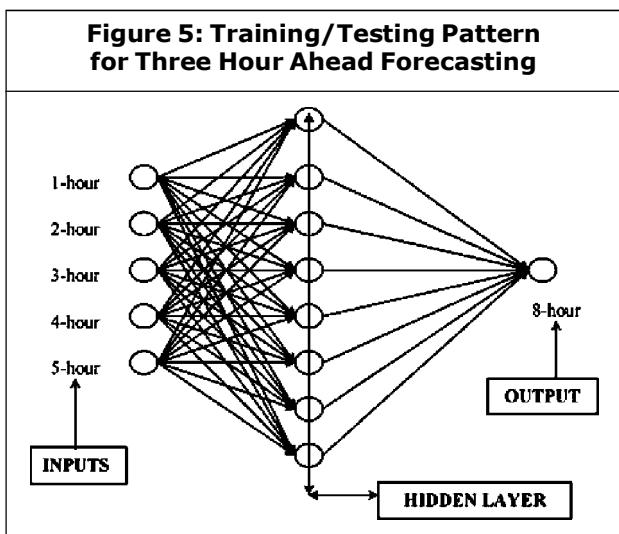 Figure 5: Training/Testing Pattern
for Three Hour Ahead Forecasting
1-hour
2-hour
3-hour
4-hour
5-hour
8-hour
OUTPUT
INPUTS
HIDDEN LAYER